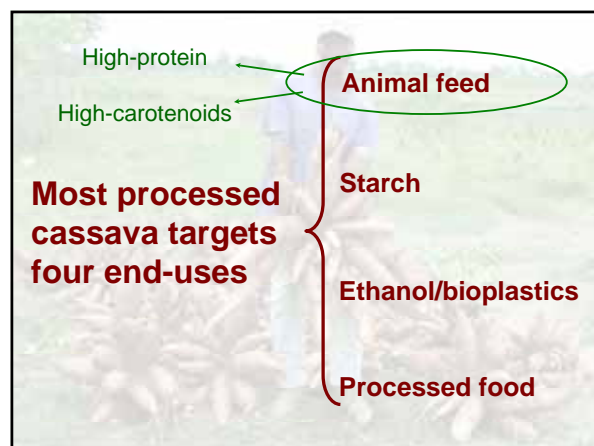 High-protein
High-carotenoids
Animal feed
Most processed
cassava targets
four end-uses
Starch
Ethanol/bioplastics
Processed food